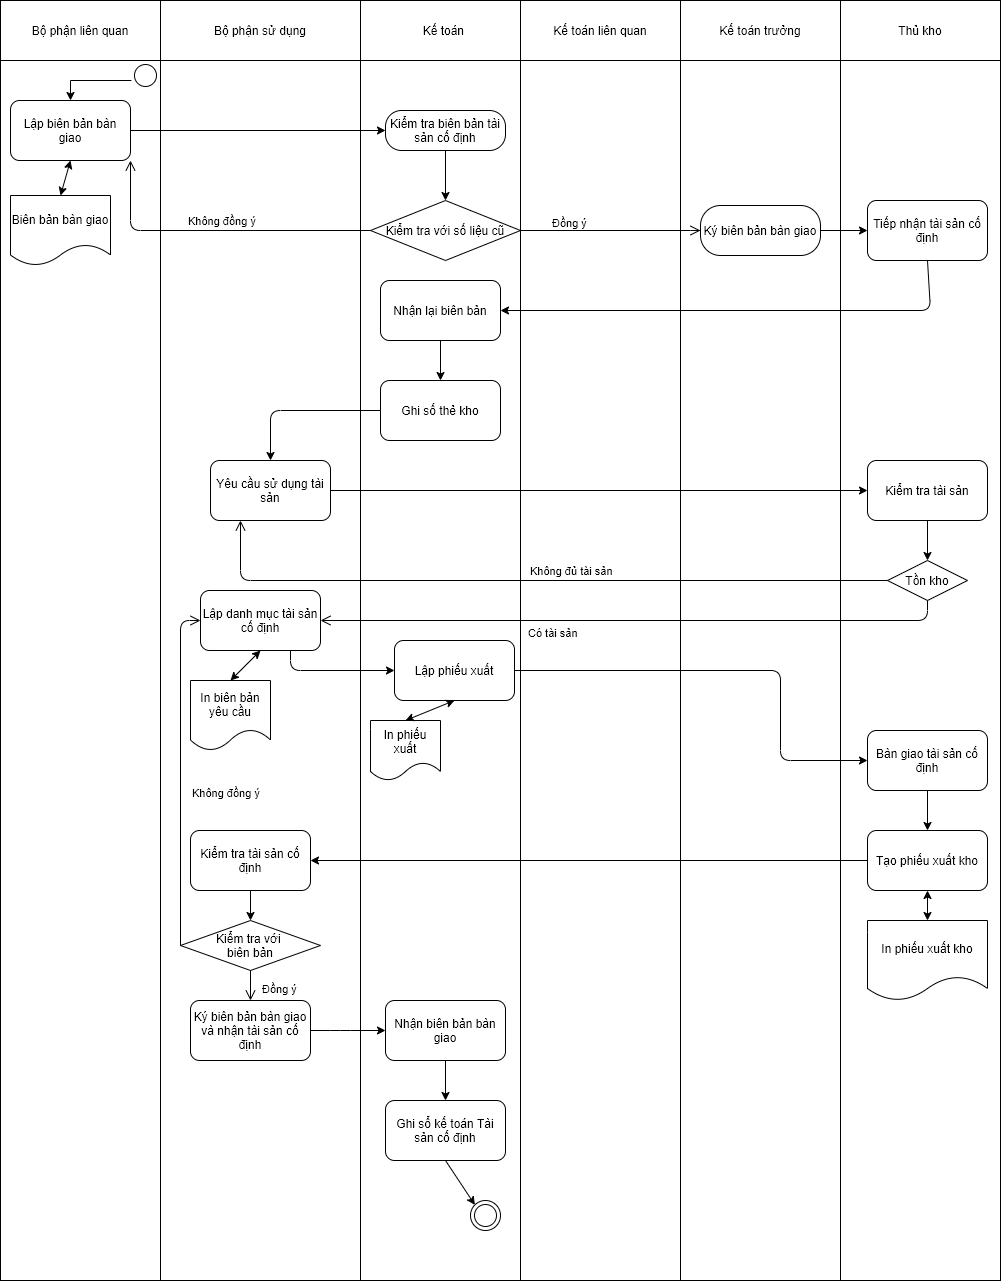 Bộ phận liên quan
Bộ phận sử dụng
Kế toán
Kế toán liên quan
Kế toán trưởng
Thủ kho
Lập biên bản bàn
giao
Kiểm tra biên bản tài
sản cố định
Biên bản bàn giao
Không đồng ý
Kiểm tra với số liệu cũ
Đồng ý
Ký biên bản bàn giao
Tiếp nhận tài sản cố
định
Nhận lại biên bản
Ghi số thẻ kho
Yêu cầu sử dụng tài
sản
Kiểm tra tài sản
Không đủ tài sản
Tồn kho
Lập danh mục tài sản
cố định
Có tài sản
Lập phiếu xuất
In biên bản
yêu cầu
In phiếu
xuất
Bàn giao tài sản cố
định
Không đồng ý
Kiểm tra tài sản cố
định
Tạo phiếu xuất kho
Kiểm tra với
biên bản
In phiếu xuất kho
Đồng ý
Ký biên bản bàn giao
và nhận tài sản cố
định
Nhận biên bản bàn
giao
Ghi sổ kế toán Tài
sản cố định